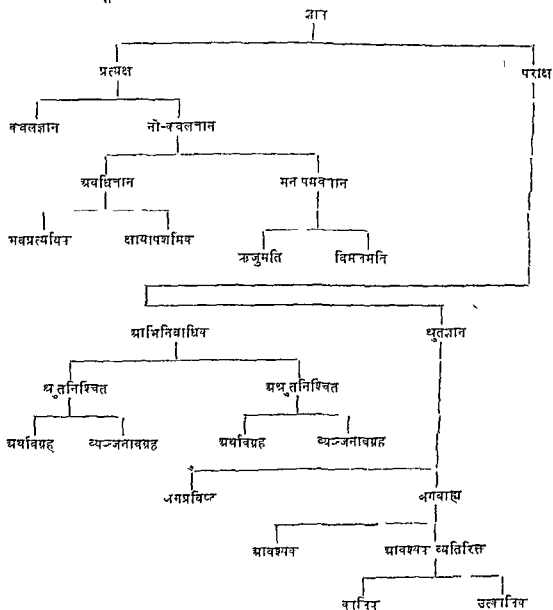 ज्ञान
प्रत्यक्ष परोक्ष
केवलज्ञान नो-केवलज्ञान
अवधिज्ञान मन पर्यवज्ञान
भवप्रत्ययिक क्षायोपशमिक
ऋजुमति विपुलमति
आभिनिबोधिक श्रुतज्ञान
श्रुतनिश्चित अश्रुतनिश्चित
अर्थावग्रह व्यञ्जनावग्रह अर्थावग्रह व्यञ्जनावग्रह
अगप्रविष्ट अगबाह्य
आवश्यक आवश्यक व्यतिरिक्त
कालिक उत्कालिक